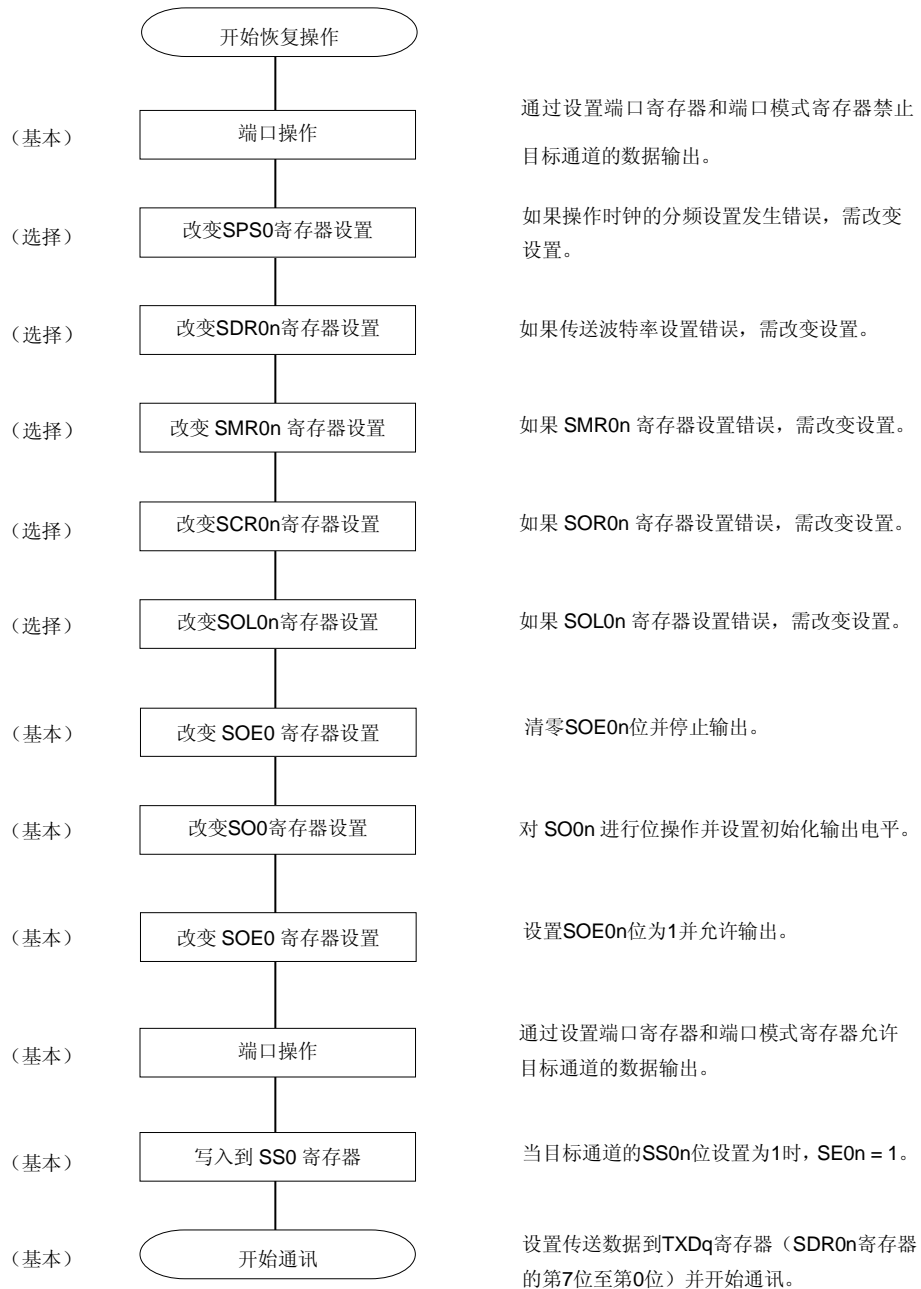 开始恢复操作
（基本） 端口操作 通过设置端口寄存器和端口模式寄存器禁止
目标通道的数据输出。
（选择） 改变SPS0寄存器设置 如果操作时钟的分频设置发生错误，需改变
设置。
（选择） 改变SDR0n寄存器设置 如果传送波特率设置错误，需改变设置。
（选择） 改变 SMR0n 寄存器设置 如果 SMR0n 寄存器设置错误，需改变设置。
（选择） 改变SCR0n寄存器设置 如果 SOR0n 寄存器设置错误，需改变设置。
（选择） 改变SOL0n寄存器设置 如果 SOL0n 寄存器设置错误，需改变设置。
（基本） 改变 SOE0 寄存器设置 清零SOE0n位并停止输出。
（基本） 改变SO0寄存器设置 对 SO0n 进行位操作并设置初始化输出电平。
（基本） 改变 SOE0 寄存器设置 设置SOE0n位为1并允许输出。
（基本） 端口操作 通过设置端口寄存器和端口模式寄存器允许
目标通道的数据输出。
（基本） 写入到 SS0 寄存器 当目标通道的SS0n位设置为1时，SE0n = 1。
（基本） 开始通讯 设置传送数据到TXDq寄存器（SDR0n寄存器
的第7位至第0位）并开始通讯。